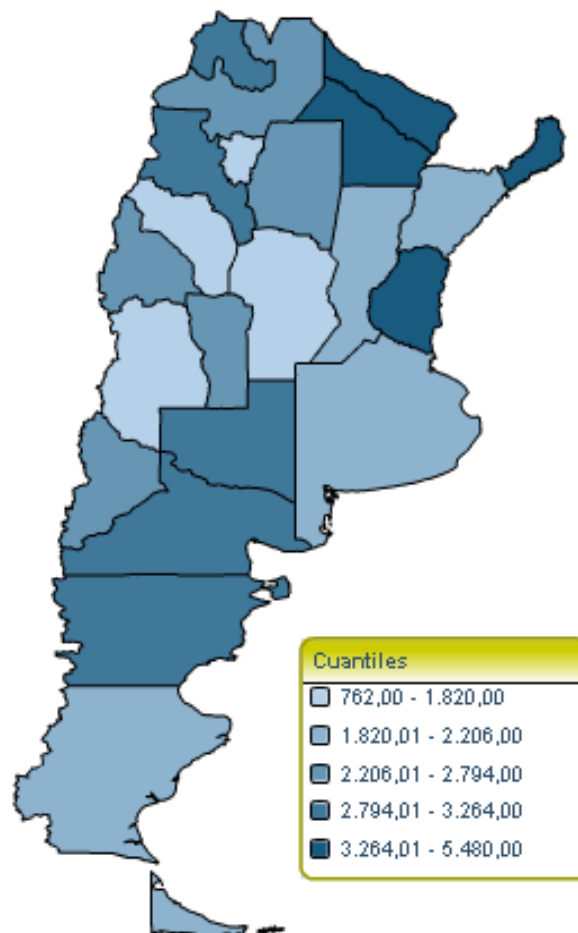 Cuantiles
762,00 - 1.820,00
1.820,01 - 2.206,00
2.206,01 - 2.794,00
2.794,01 - 3.264,00
3.264,01 - 5.480,00